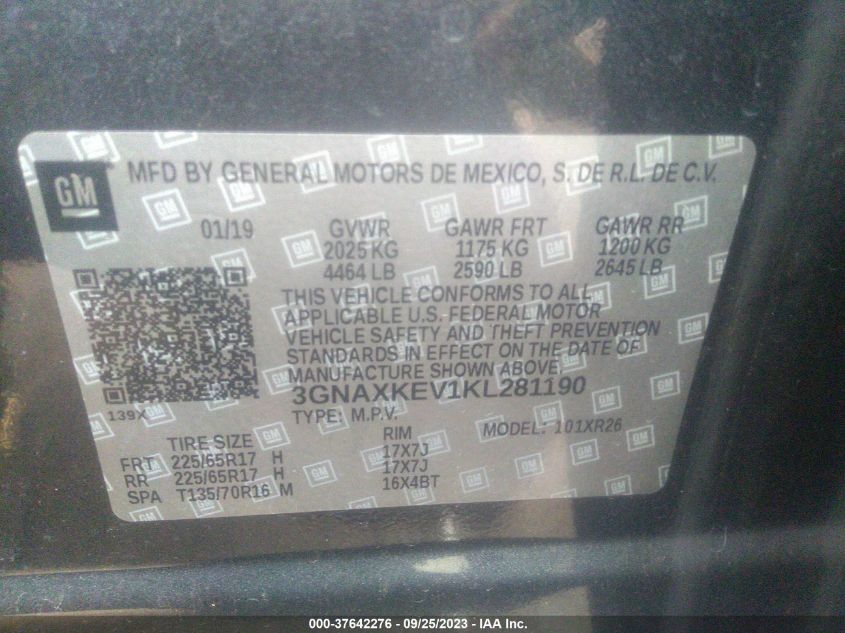 GM
MFD BY GENERAL MOTORS DE MEXICO, S. DE R.L. DE C.V.
01/19 GVWR GAWR FRT GAWR RR
2025 KG 1175 KG 1200 KG
4464 LB 2590 LB 2645 LB
THIS VEHICLE CONFORMS TO ALL
APPLICABLE U.S. FEDERAL MOTOR
VEHICLE SAFETY AND THEFT PREVENTION
STANDARDS IN EFFECT ON THE DATE OF
MANUFACTURE SHOWN ABOVE.
3GNAXKEV1KL281190
139X TYPE: M.P.V. MODEL: 101XR26
TIRE SIZE RIM
FRT 225/65R17 H 17X7J
RR 225/65R17 H 17X7J
SPA T135/70R16 M 16X4BT
000-37642276 - 09/25/2023 - IAA Inc.